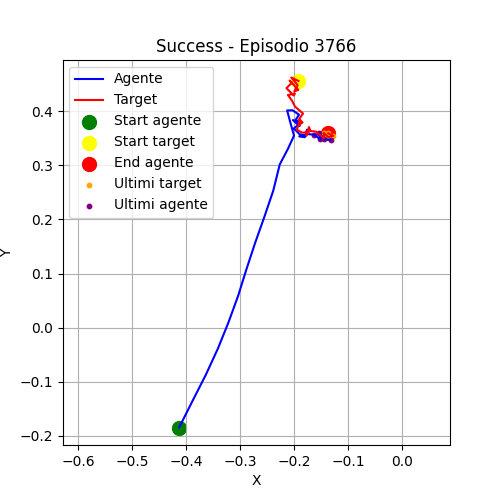 Success - Episodio 3766
Agente
Target
Start agente
Start target
End agente
Ultimi target
Ultimi agente
Y
0.4
0.3
0.2
0.1
0.0
−0.1
−0.2
−0.6 −0.5 −0.4 −0.3 −0.2 −0.1 0.0
X